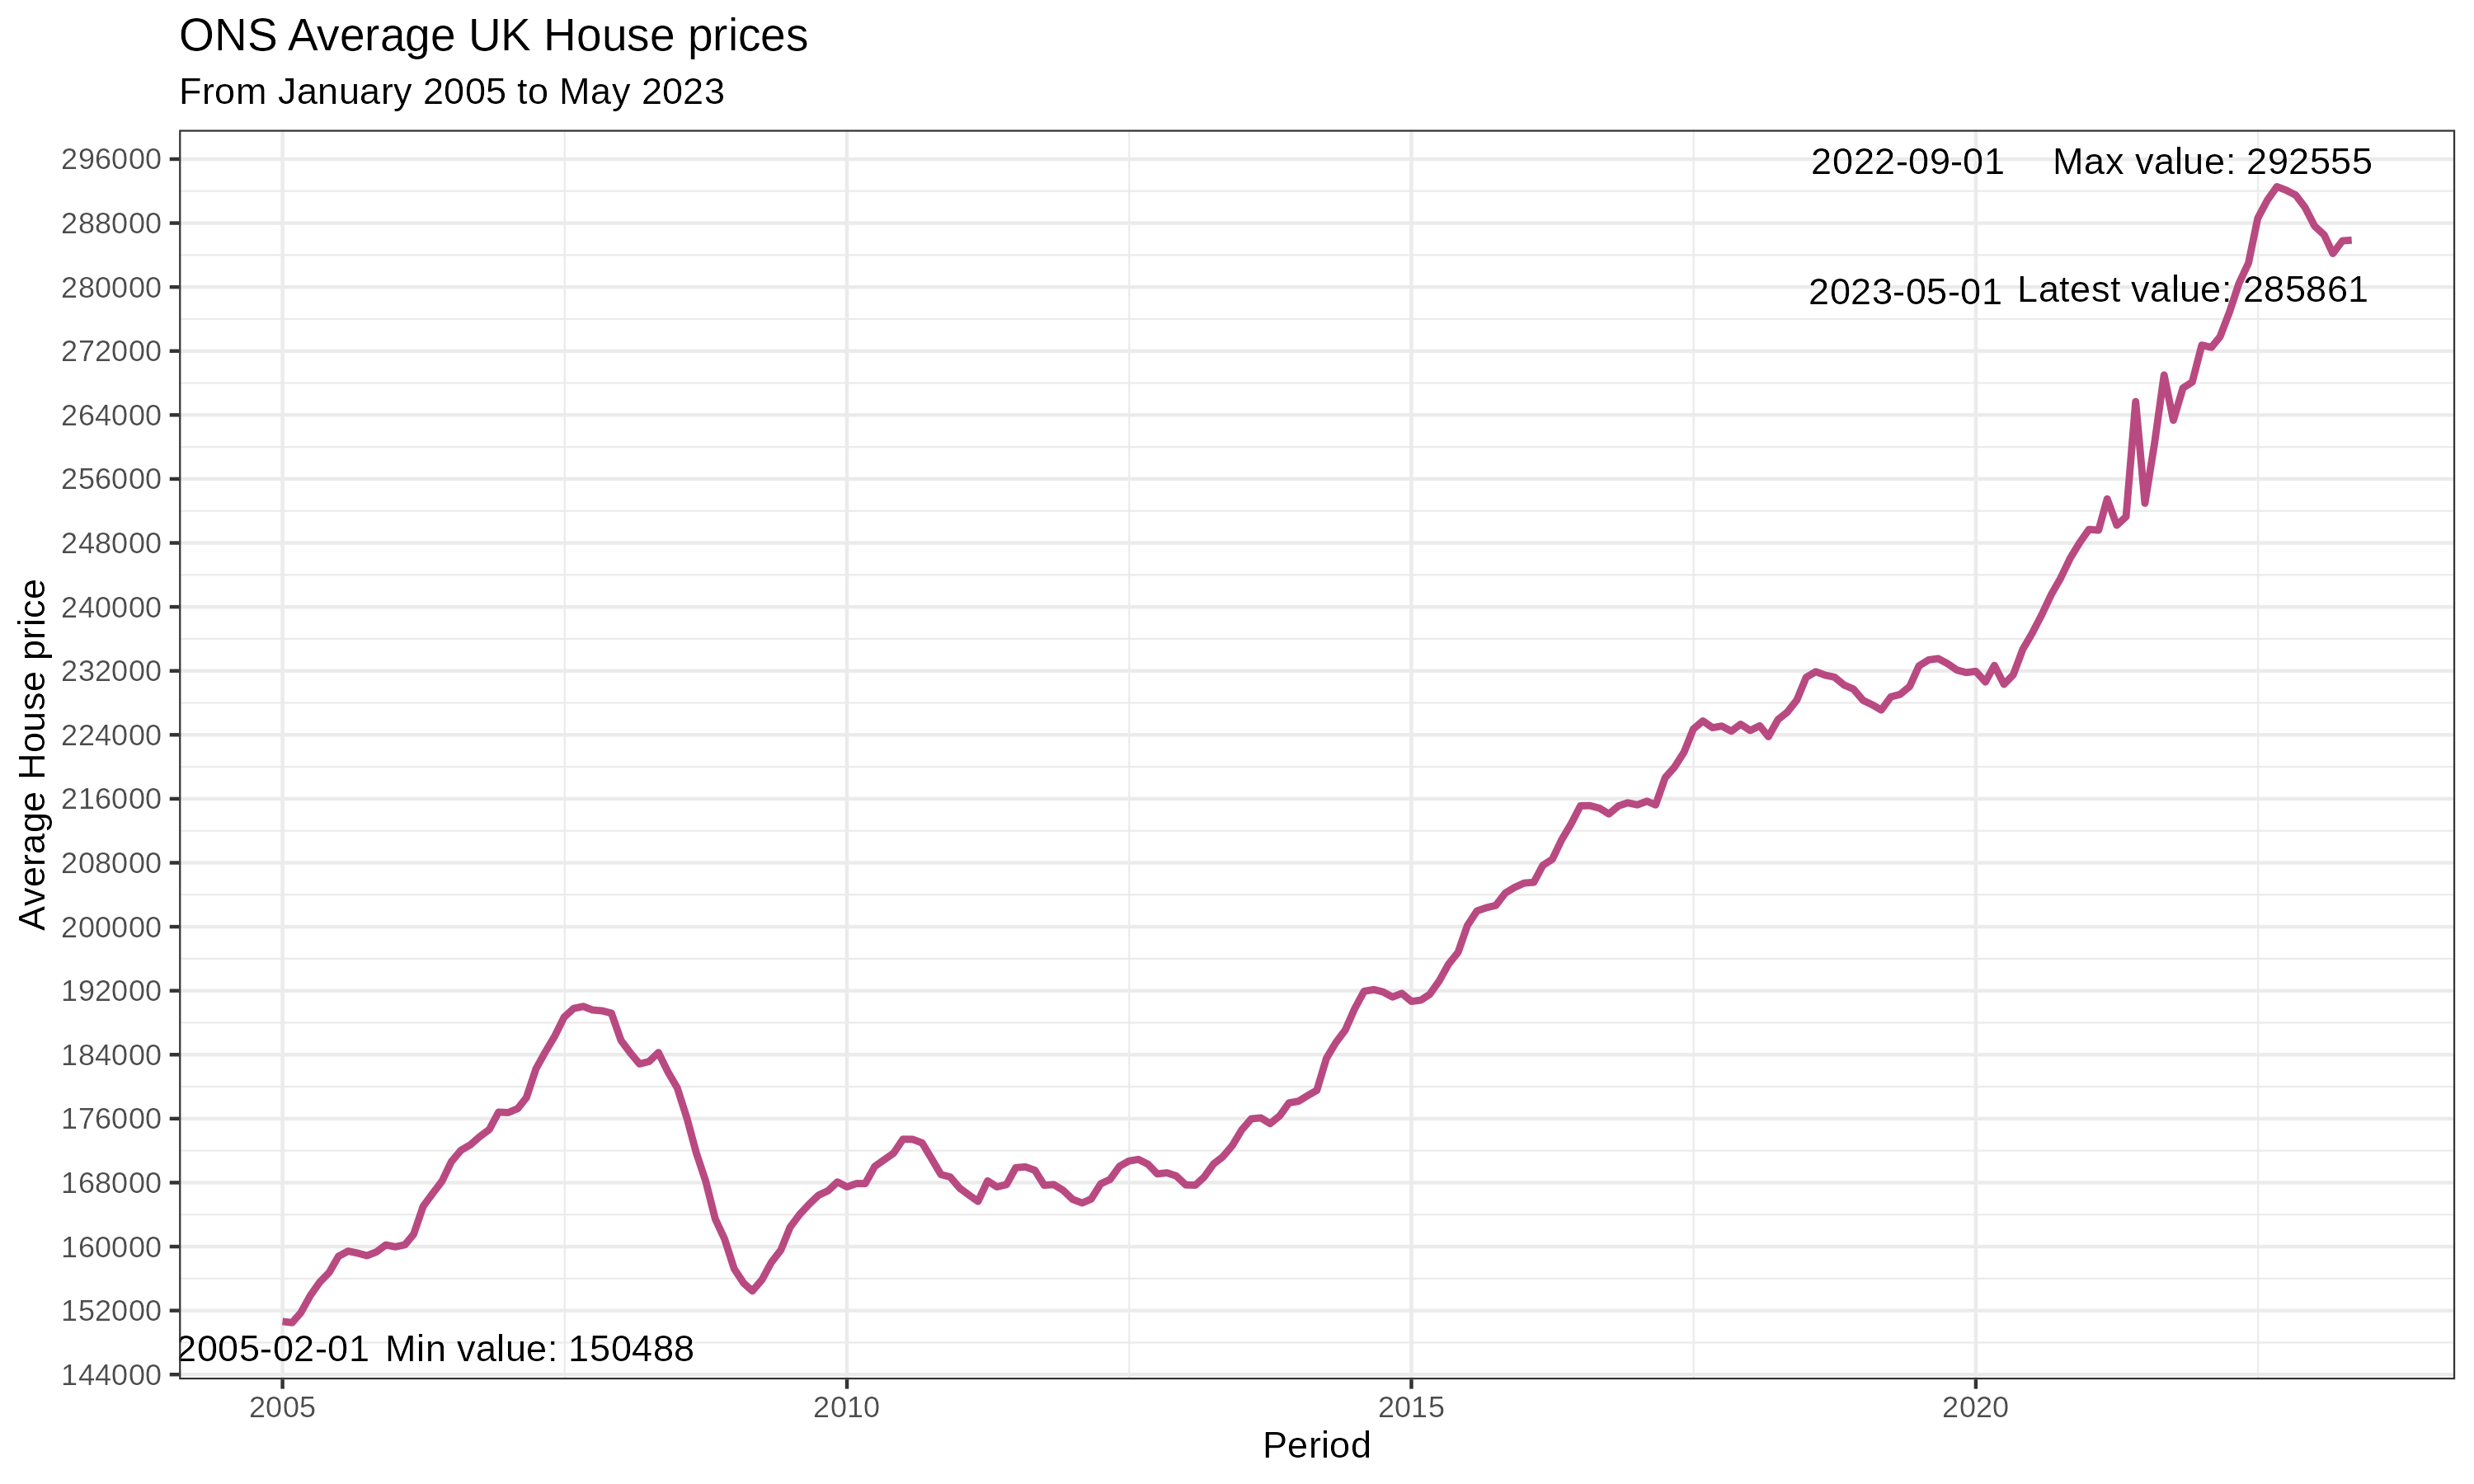 ONS Average UK House prices
From January 2005 to May 2023
296000
2022-09-01 Max value: 292555
288000
280000
2023-05-01 Latest value: 285861
272000
264000
256000
248000
240000
232000
224000
216000
208000
200000
192000
184000
176000
168000
160000
152000
2005-02-01 Min value: 150488
144000
Average House price
2005 2010 2015 2020
Period